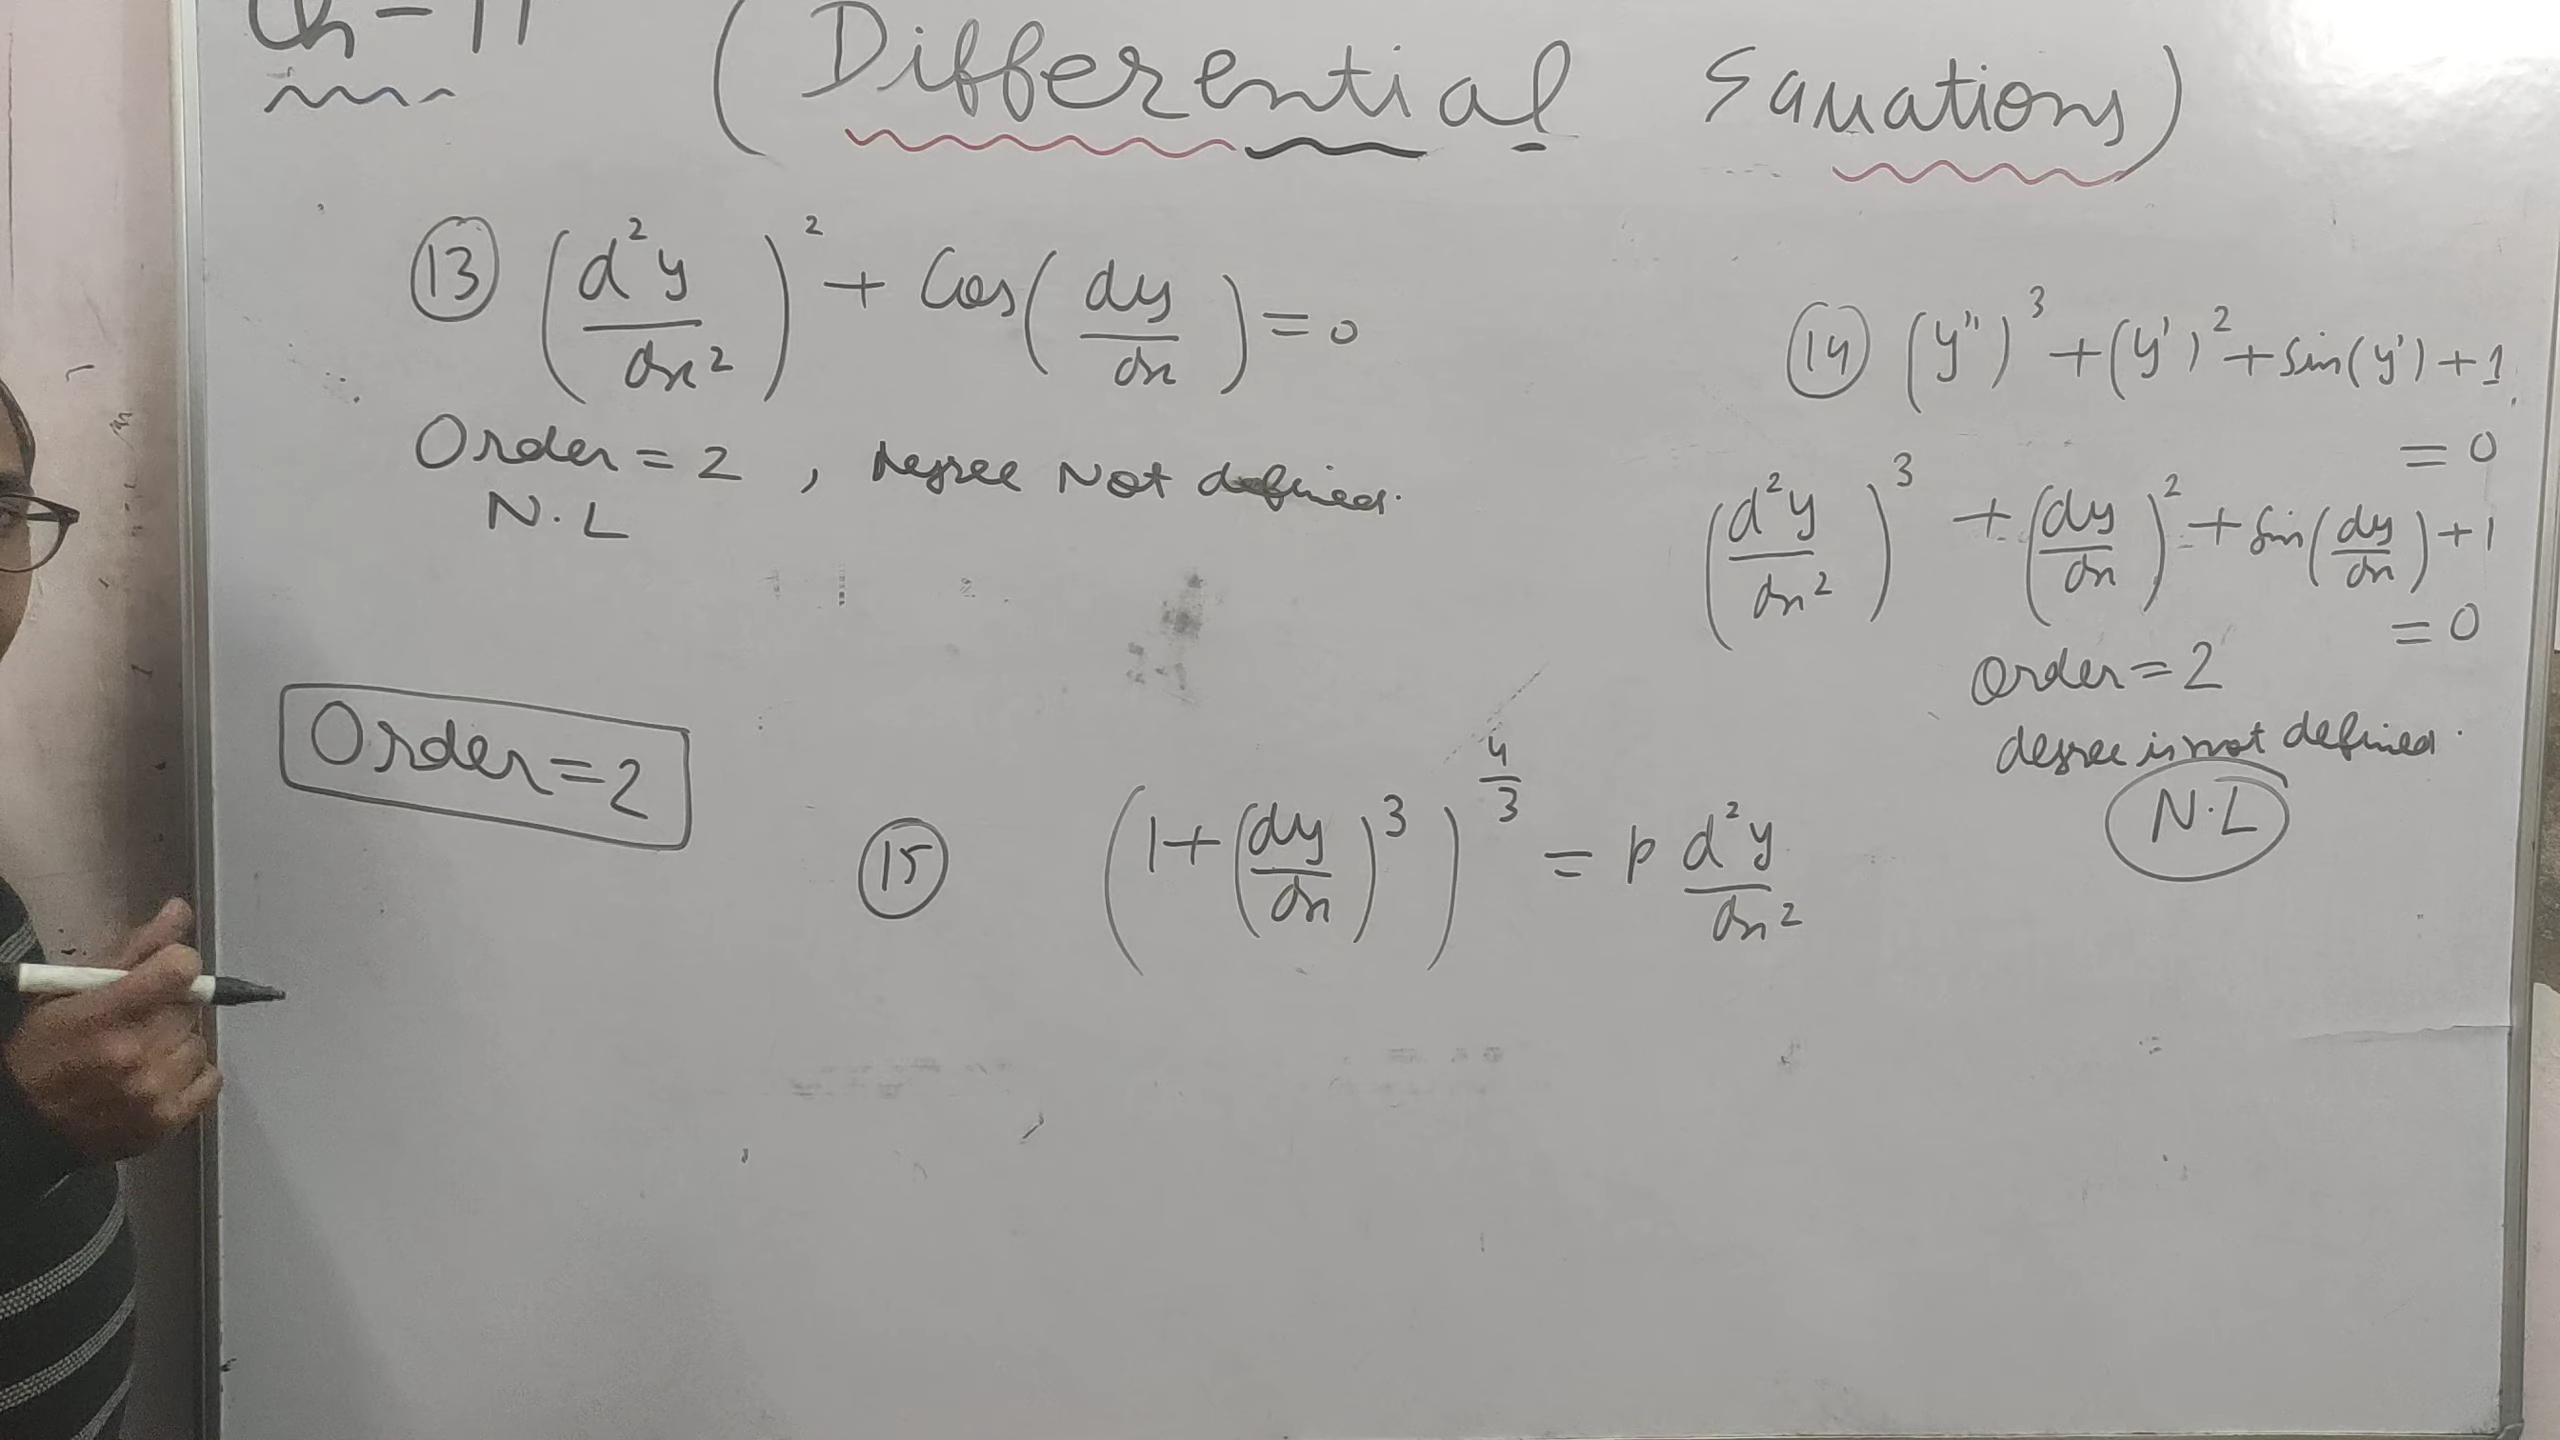 Ch - 11
(Differential Equations)
(13) (d²y/dx²)² + Cos(dy/dx) = 0
Order = 2 , degree Not defined.
N.L
(14) (y'')³ + (y')² + Sin(y') + 1
= 0
(d²y/dx²)³ + (dy/dx)² + Sin(dy/dx) + 1
= 0
Order = 2
degree is not defined.
N.L
Order = 2
(15) (1 + (dy/dx)³)^4/3 = p d²y/dx²